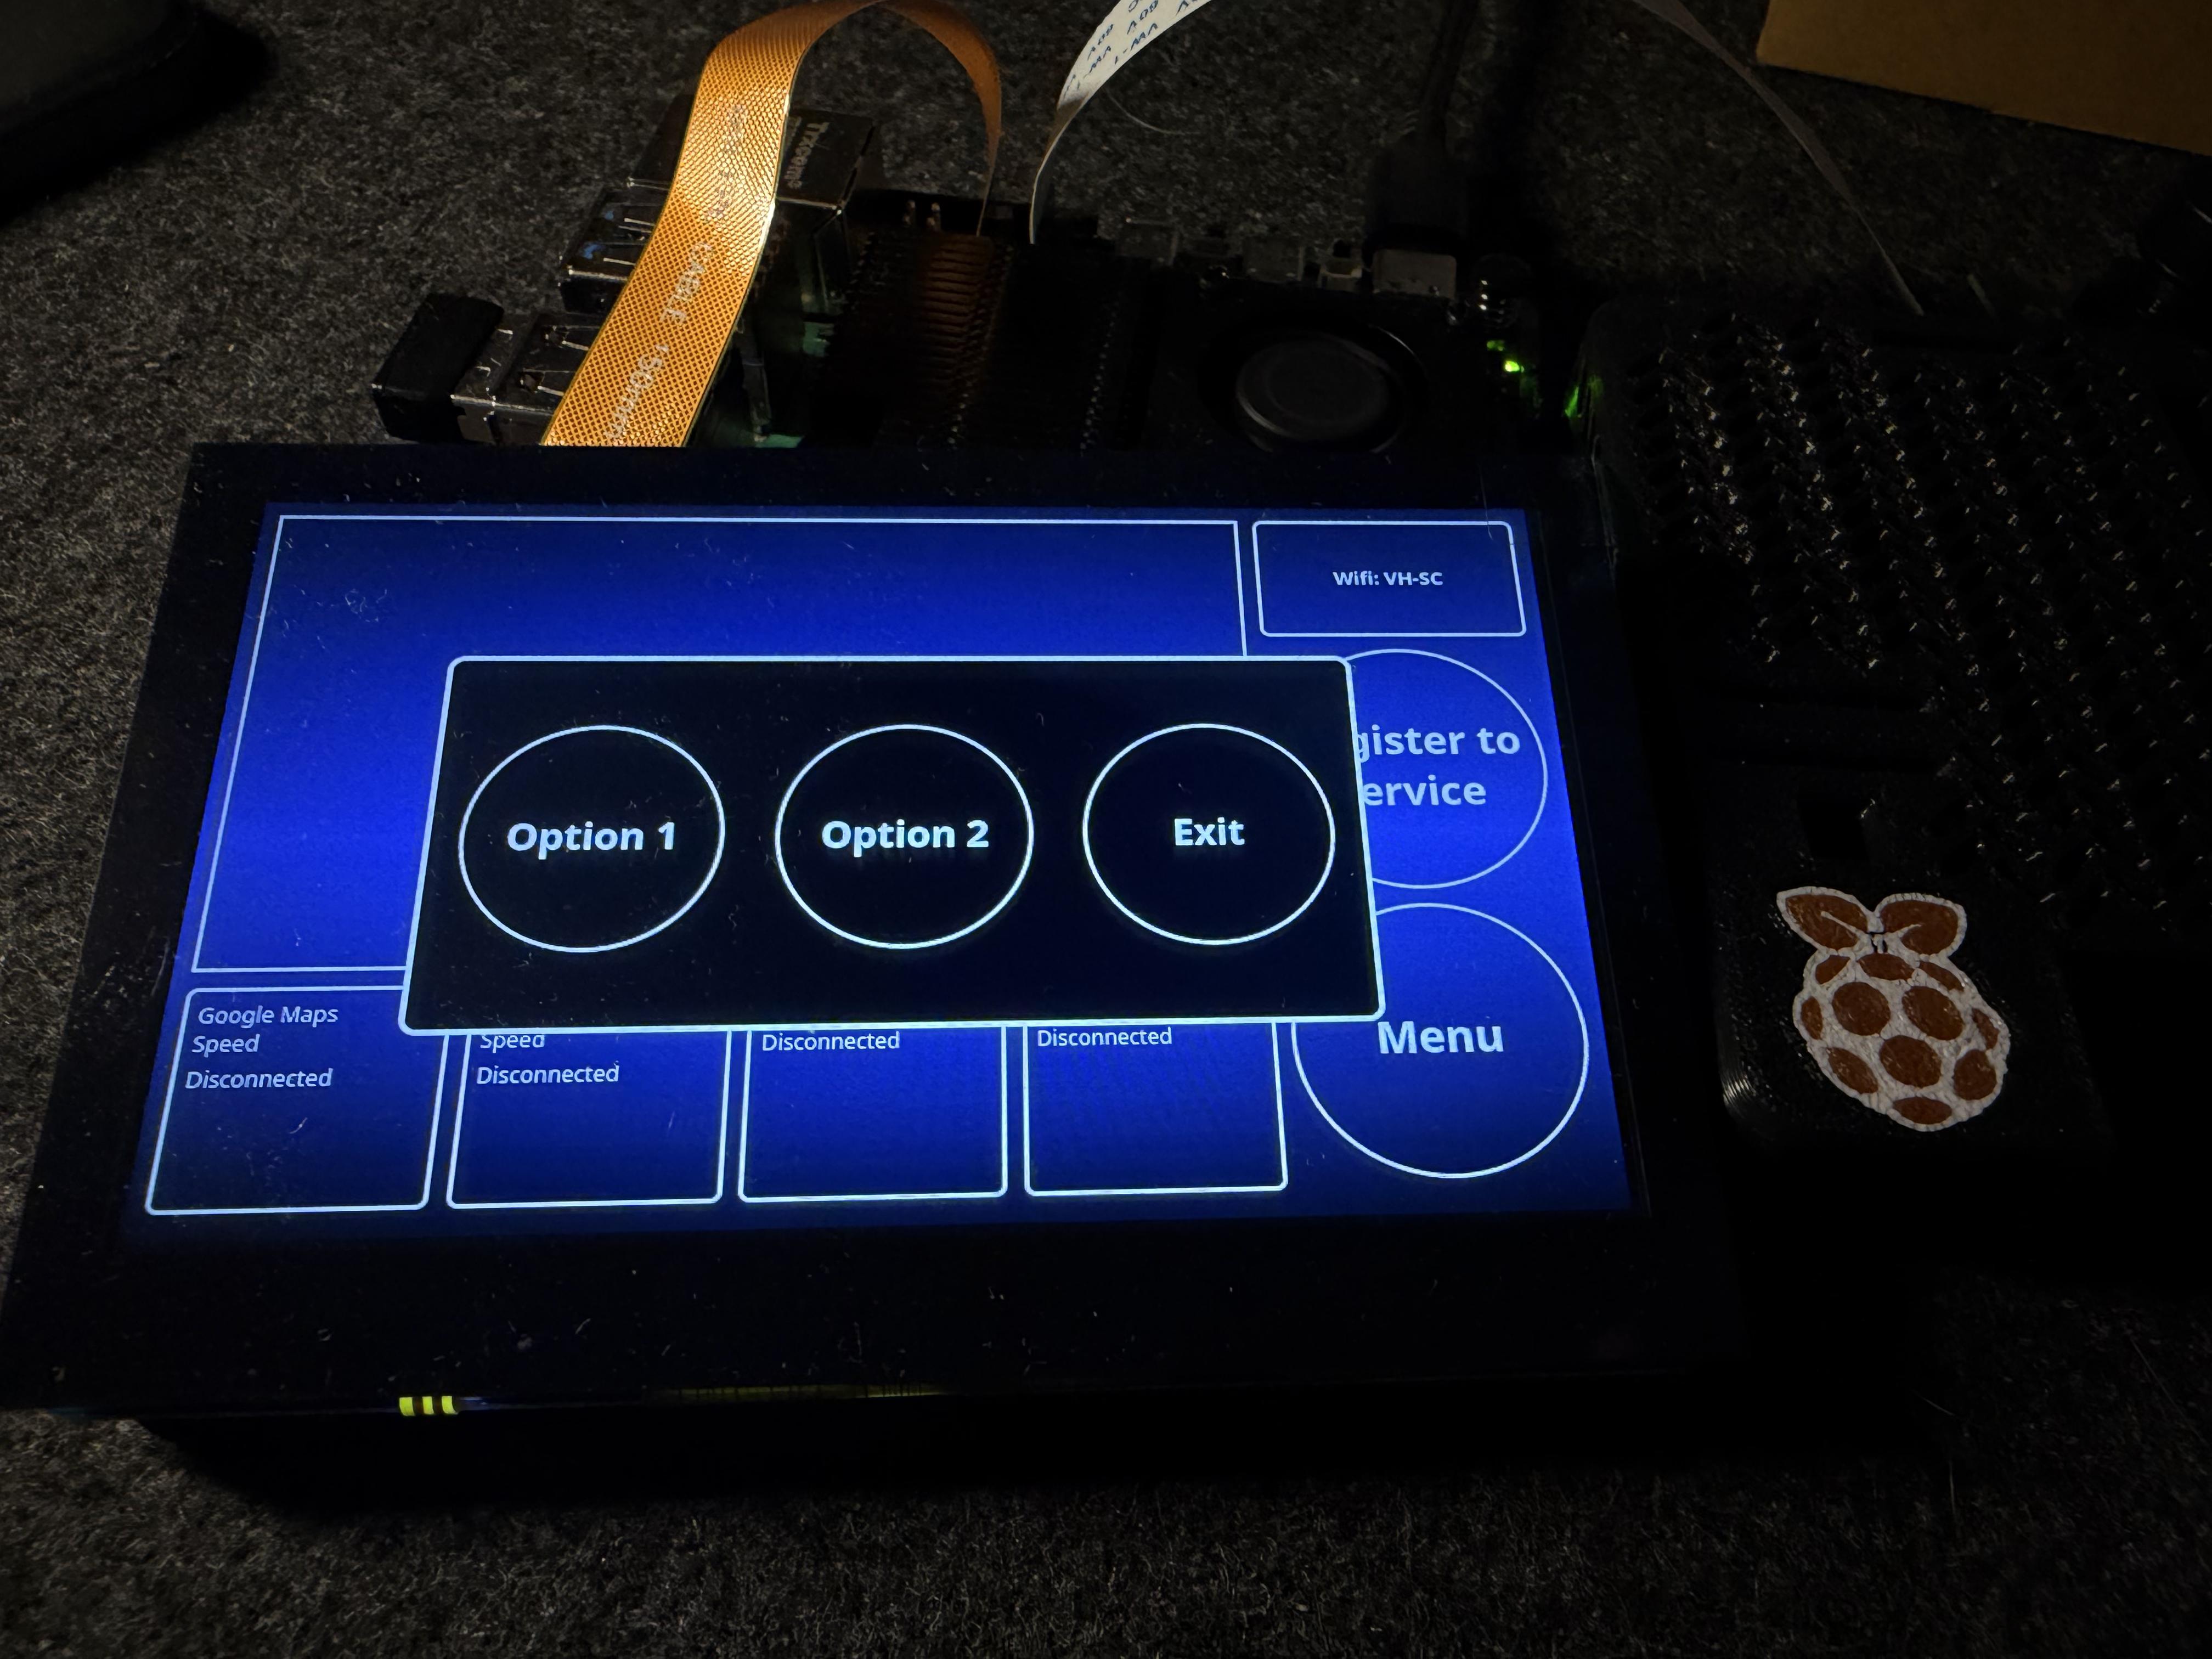 Wifi: VH-SC
gister to
ervice
Option 1
Option 2
Exit
Menu
Google Maps
Speed
Disconnected
Speed
Disconnected
Disconnected
Disconnected